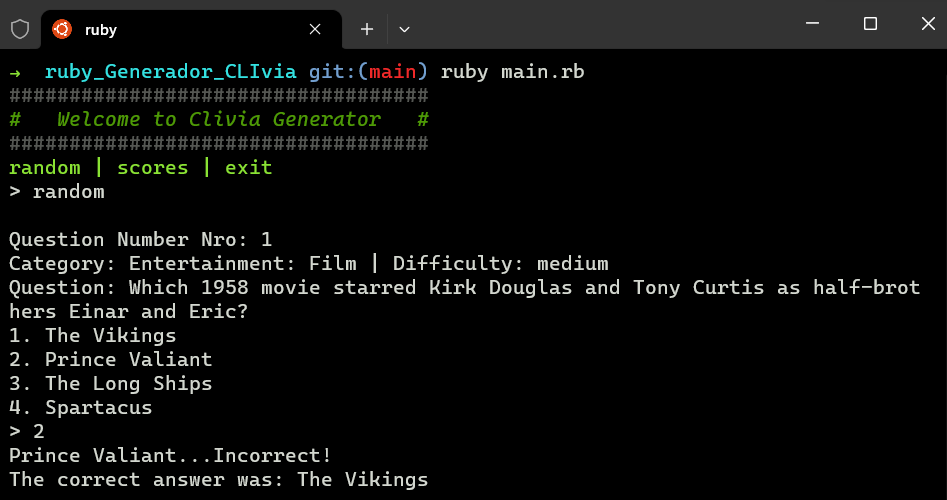 ruby
→ ruby_Generador_CLIvia git:(main) ruby main.rb
###################################
#   Welcome to Clivia Generator   #
###################################
random | scores | exit
> random
Question Number Nro: 1
Category: Entertainment: Film | Difficulty: medium
Question: Which 1958 movie starred Kirk Douglas and Tony Curtis as half-brot
hers Einar and Eric?
1. The Vikings
2. Prince Valiant
3. The Long Ships
4. Spartacus
> 2
Prince Valiant...Incorrect!
The correct answer was: The Vikings